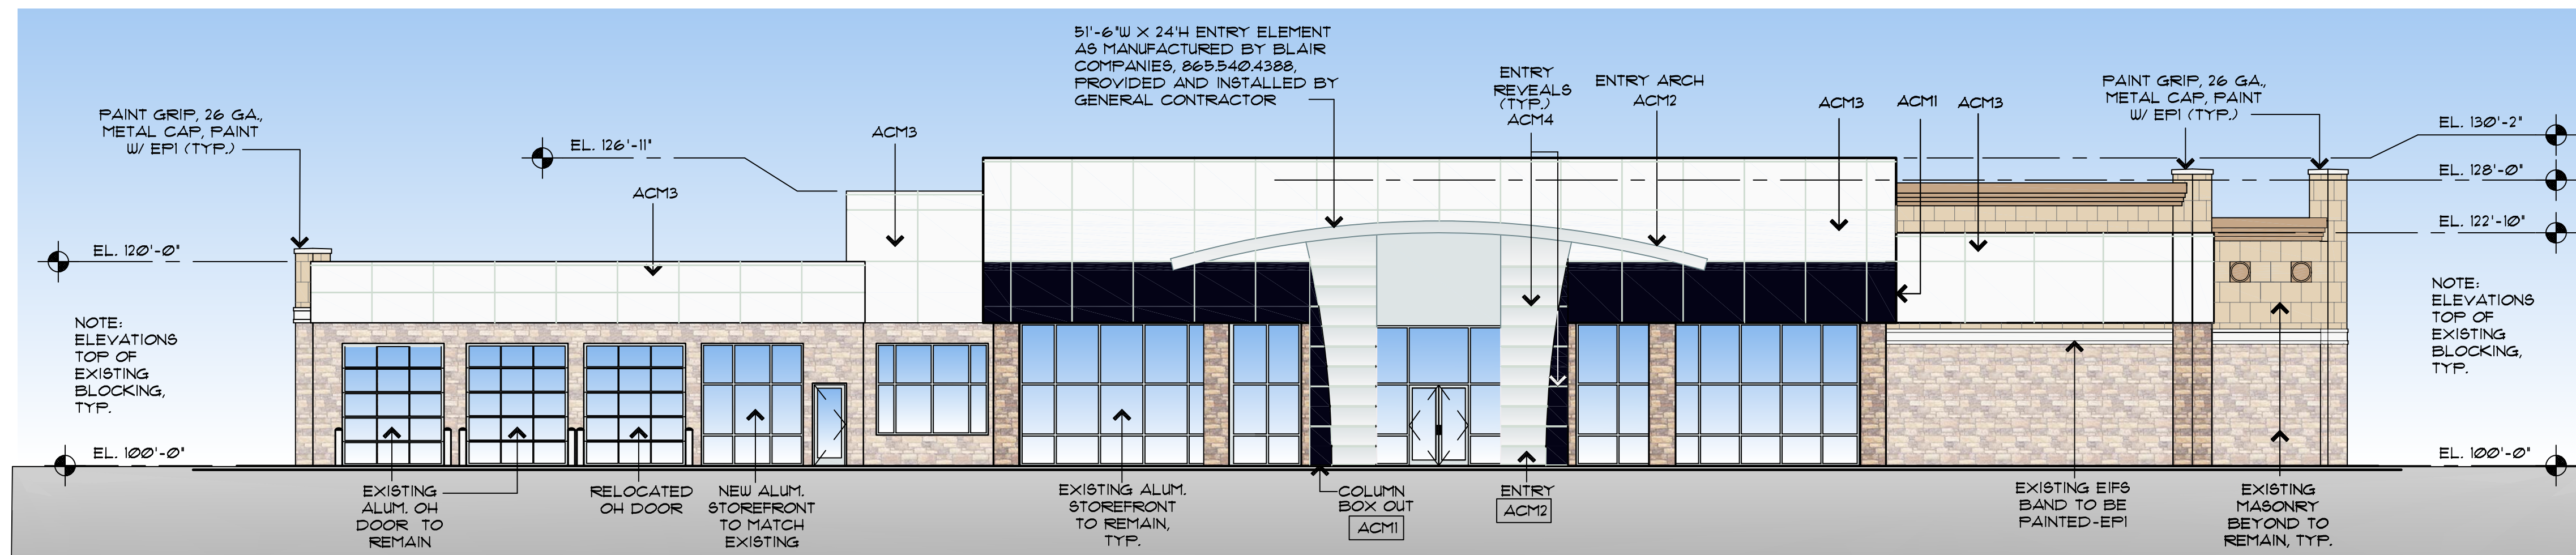 51'-6"W X 24'H ENTRY ELEMENT
AS MANUFACTURED BY BLAIR
COMPANIES, 865.540.4388,
PROVIDED AND INSTALLED BY
GENERAL CONTRACTOR
ENTRY
REVEALS
(TYP.)
ACM4
ENTRY ARCH
ACM2
ACM3
ACM1
ACM3
PAINT GRIP, 26 GA.,
METAL CAP, PAINT
W/ EP1 (TYP.)
EL. 130'-2"
EL. 128'-0"
EL. 122'-10"
PAINT GRIP, 26 GA.,
METAL CAP, PAINT
W/ EP1 (TYP.)
EL. 126'-11"
ACM3
ACM3
EL. 120'-0"
NOTE:
ELEVATIONS
TOP OF
EXISTING
BLOCKING,
TYP.
NOTE:
ELEVATIONS
TOP OF
EXISTING
BLOCKING,
TYP.
EL. 100'-0"
EL. 100'-0"
EXISTING
ALUM. OH
DOOR TO
REMAIN
RELOCATED
OH DOOR
NEW ALUM.
STOREFRONT
TO MATCH
EXISTING
EXISTING ALUM.
STOREFRONT
TO REMAIN,
TYP.
COLUMN
BOX OUT
ACM1
ENTRY
ACM2
EXISTING EIFS
BAND TO BE
PAINTED-EP1
EXISTING
MASONRY
BEYOND TO
REMAIN, TYP.